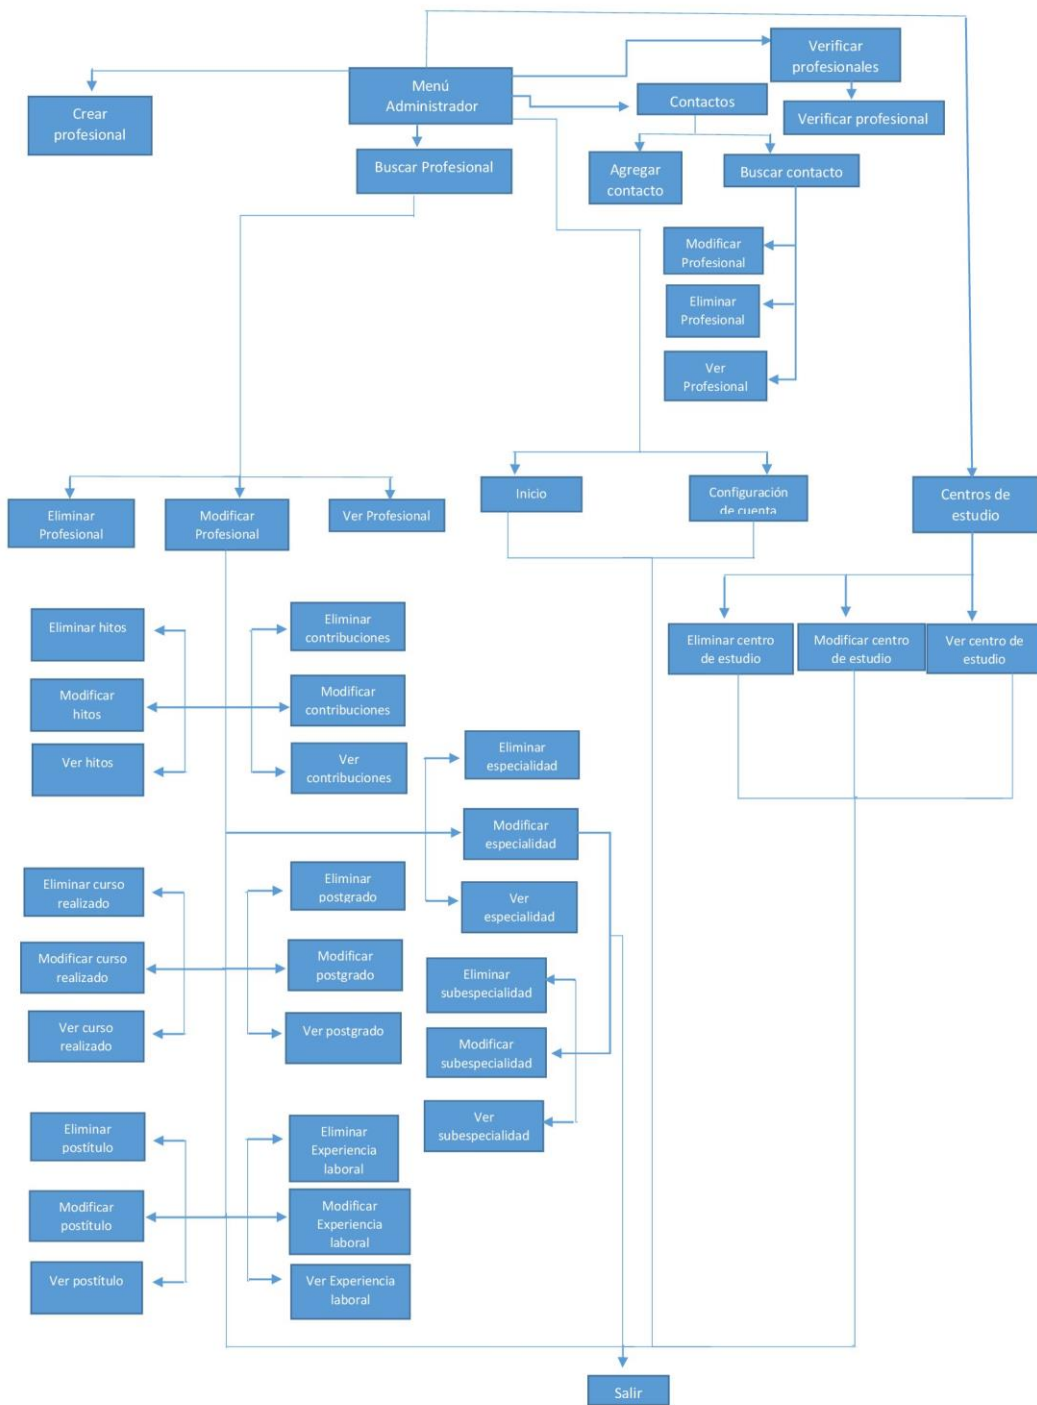 Verificar
profesionales
Menú
Administrador
Contactos
Crear
profesional
Verificar profesional
Buscar Profesional
Agregar
contacto
Buscar contacto
Modificar
Profesional
Eliminar
Profesional
Ver
Profesional
Eliminar
Profesional
Modificar
Profesional
Ver Profesional
Inicio
Configuración
de cuenta
Centros de
estudio
Eliminar hitos
Eliminar
contribuciones
Eliminar centro
de estudio
Modificar centro
de estudio
Ver centro de
estudio
Modificar
hitos
Modificar
contribuciones
Ver hitos
Ver
contribuciones
Eliminar
especialidad
Modificar
especialidad
Eliminar curso
realizado
Eliminar
postgrado
Ver
especialidad
Modificar curso
realizado
Modificar
postgrado
Eliminar
subespecialidad
Ver curso
realizado
Ver postgrado
Modificar
subespecialidad
Eliminar
postítulo
Eliminar
Experiencia
laboral
Ver
subespecialidad
Modificar
postítulo
Modificar
Experiencia
laboral
Ver postítulo
Ver Experiencia
laboral
Salir